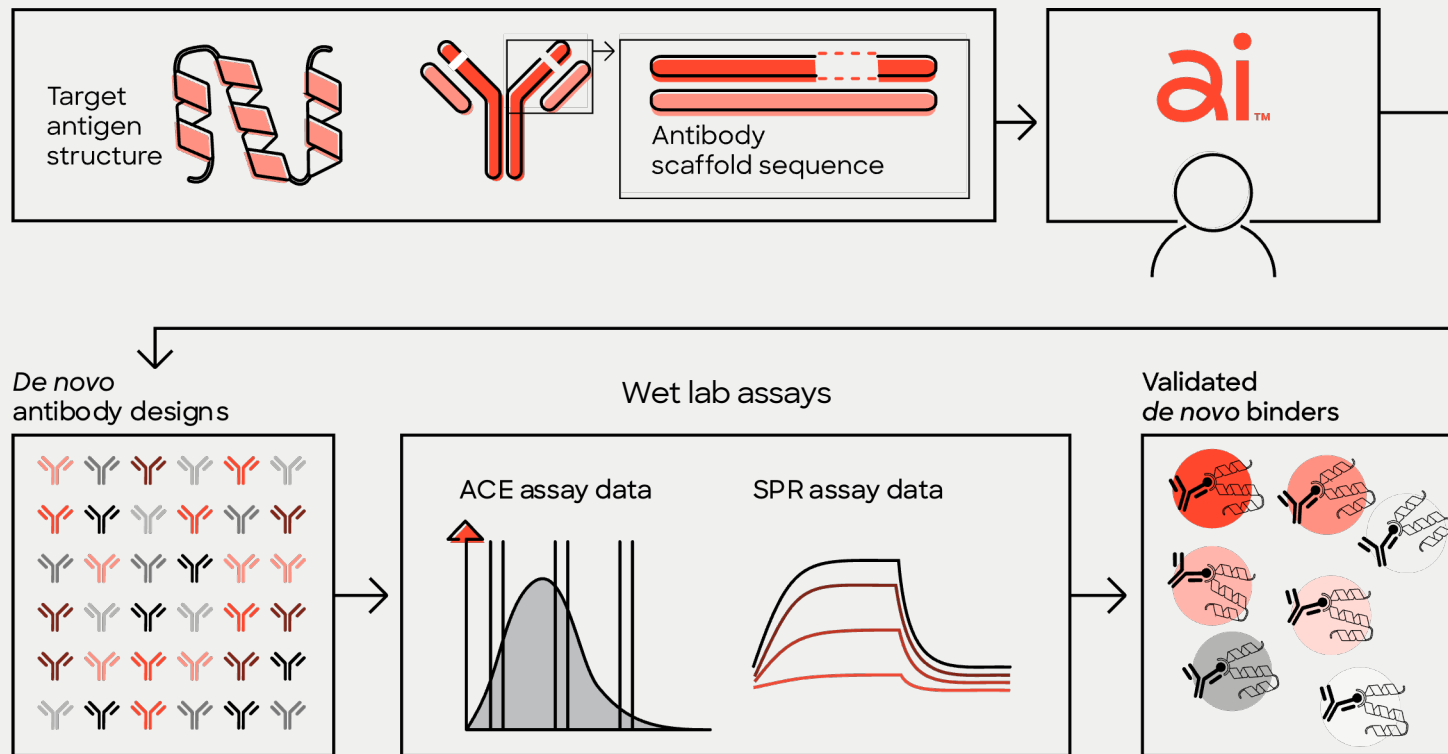 Target
antigen
structure
Antibody
scaffold sequence
ai™
De novo
antibody designs
Wet lab assays
ACE assay data
SPR assay data
Validated
de novo binders